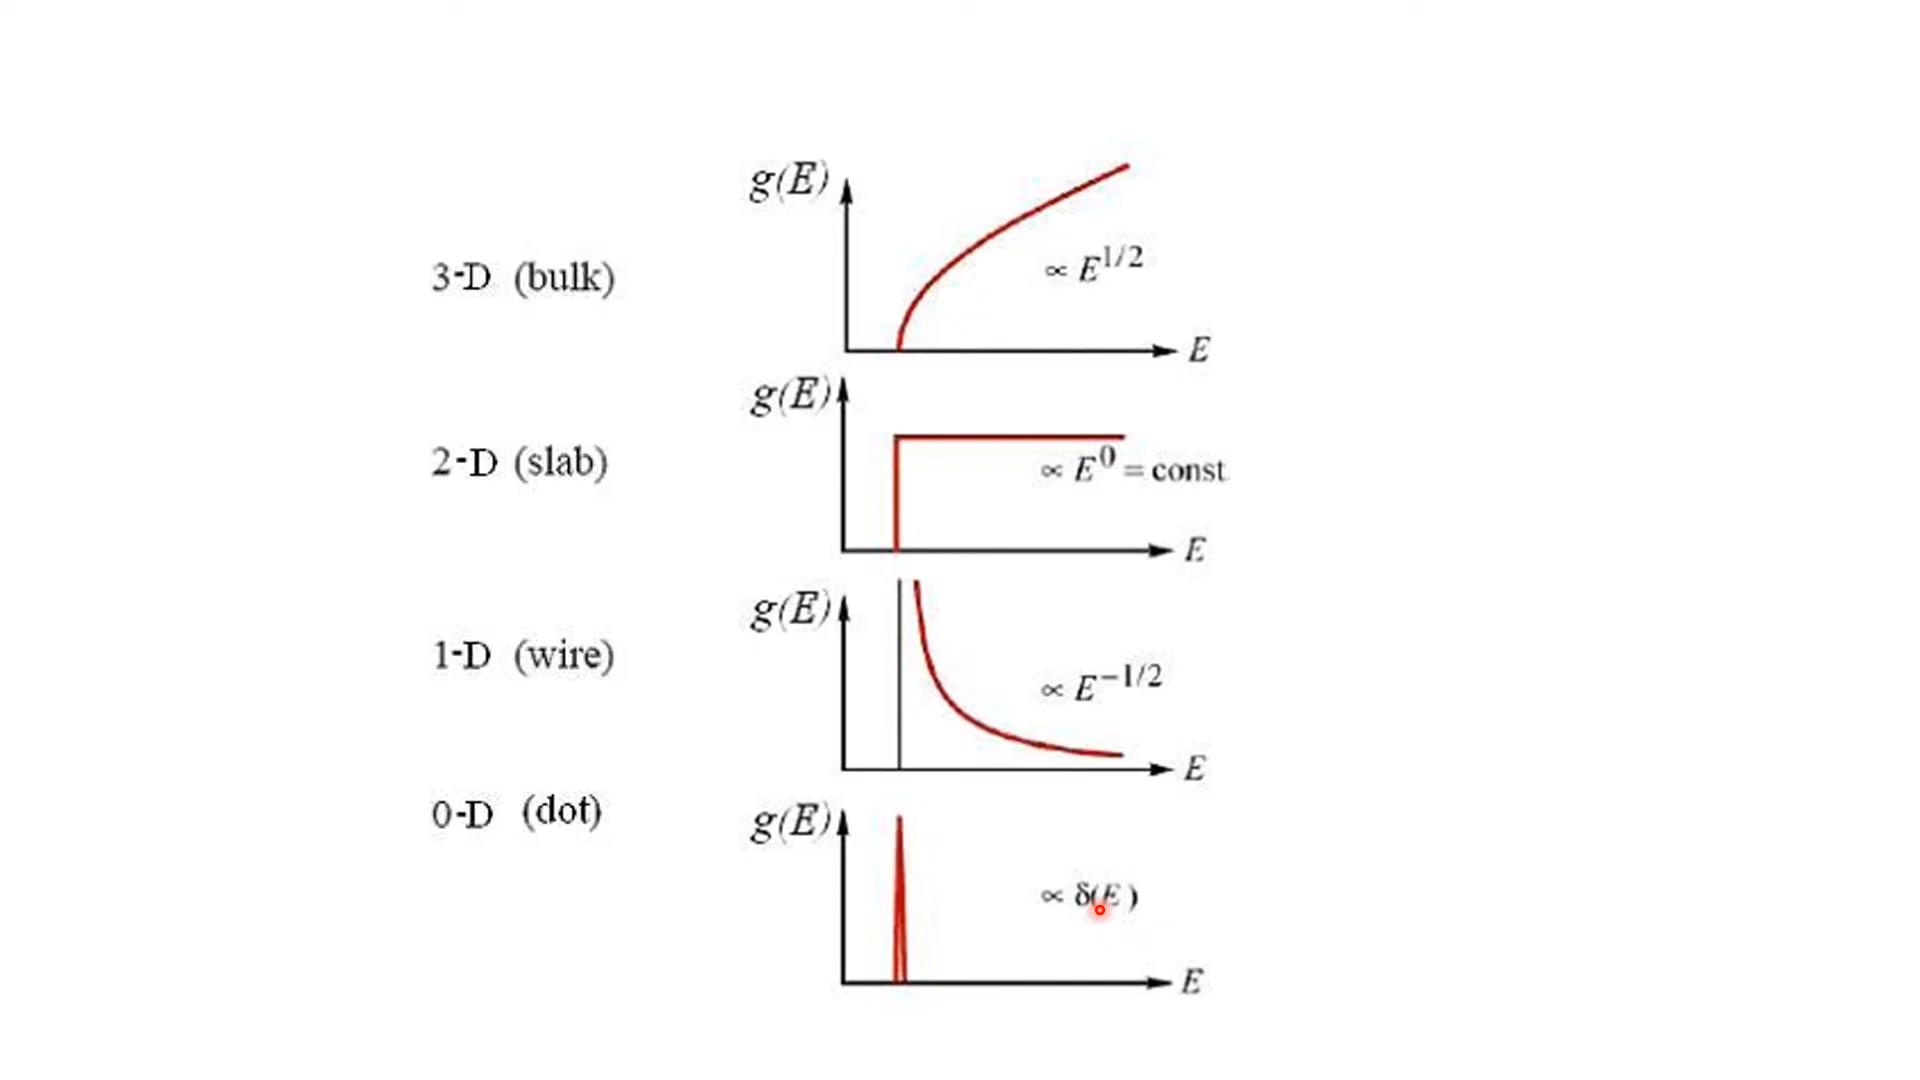 g(E)
3-D (bulk)
∝ E^{1/2}
E
g(E)
2-D (slab)
∝ E^0 = const
E
g(E)
1-D (wire)
∝ E^{−1/2}
E
0-D (dot)
g(E)
∝ δ(E )
E